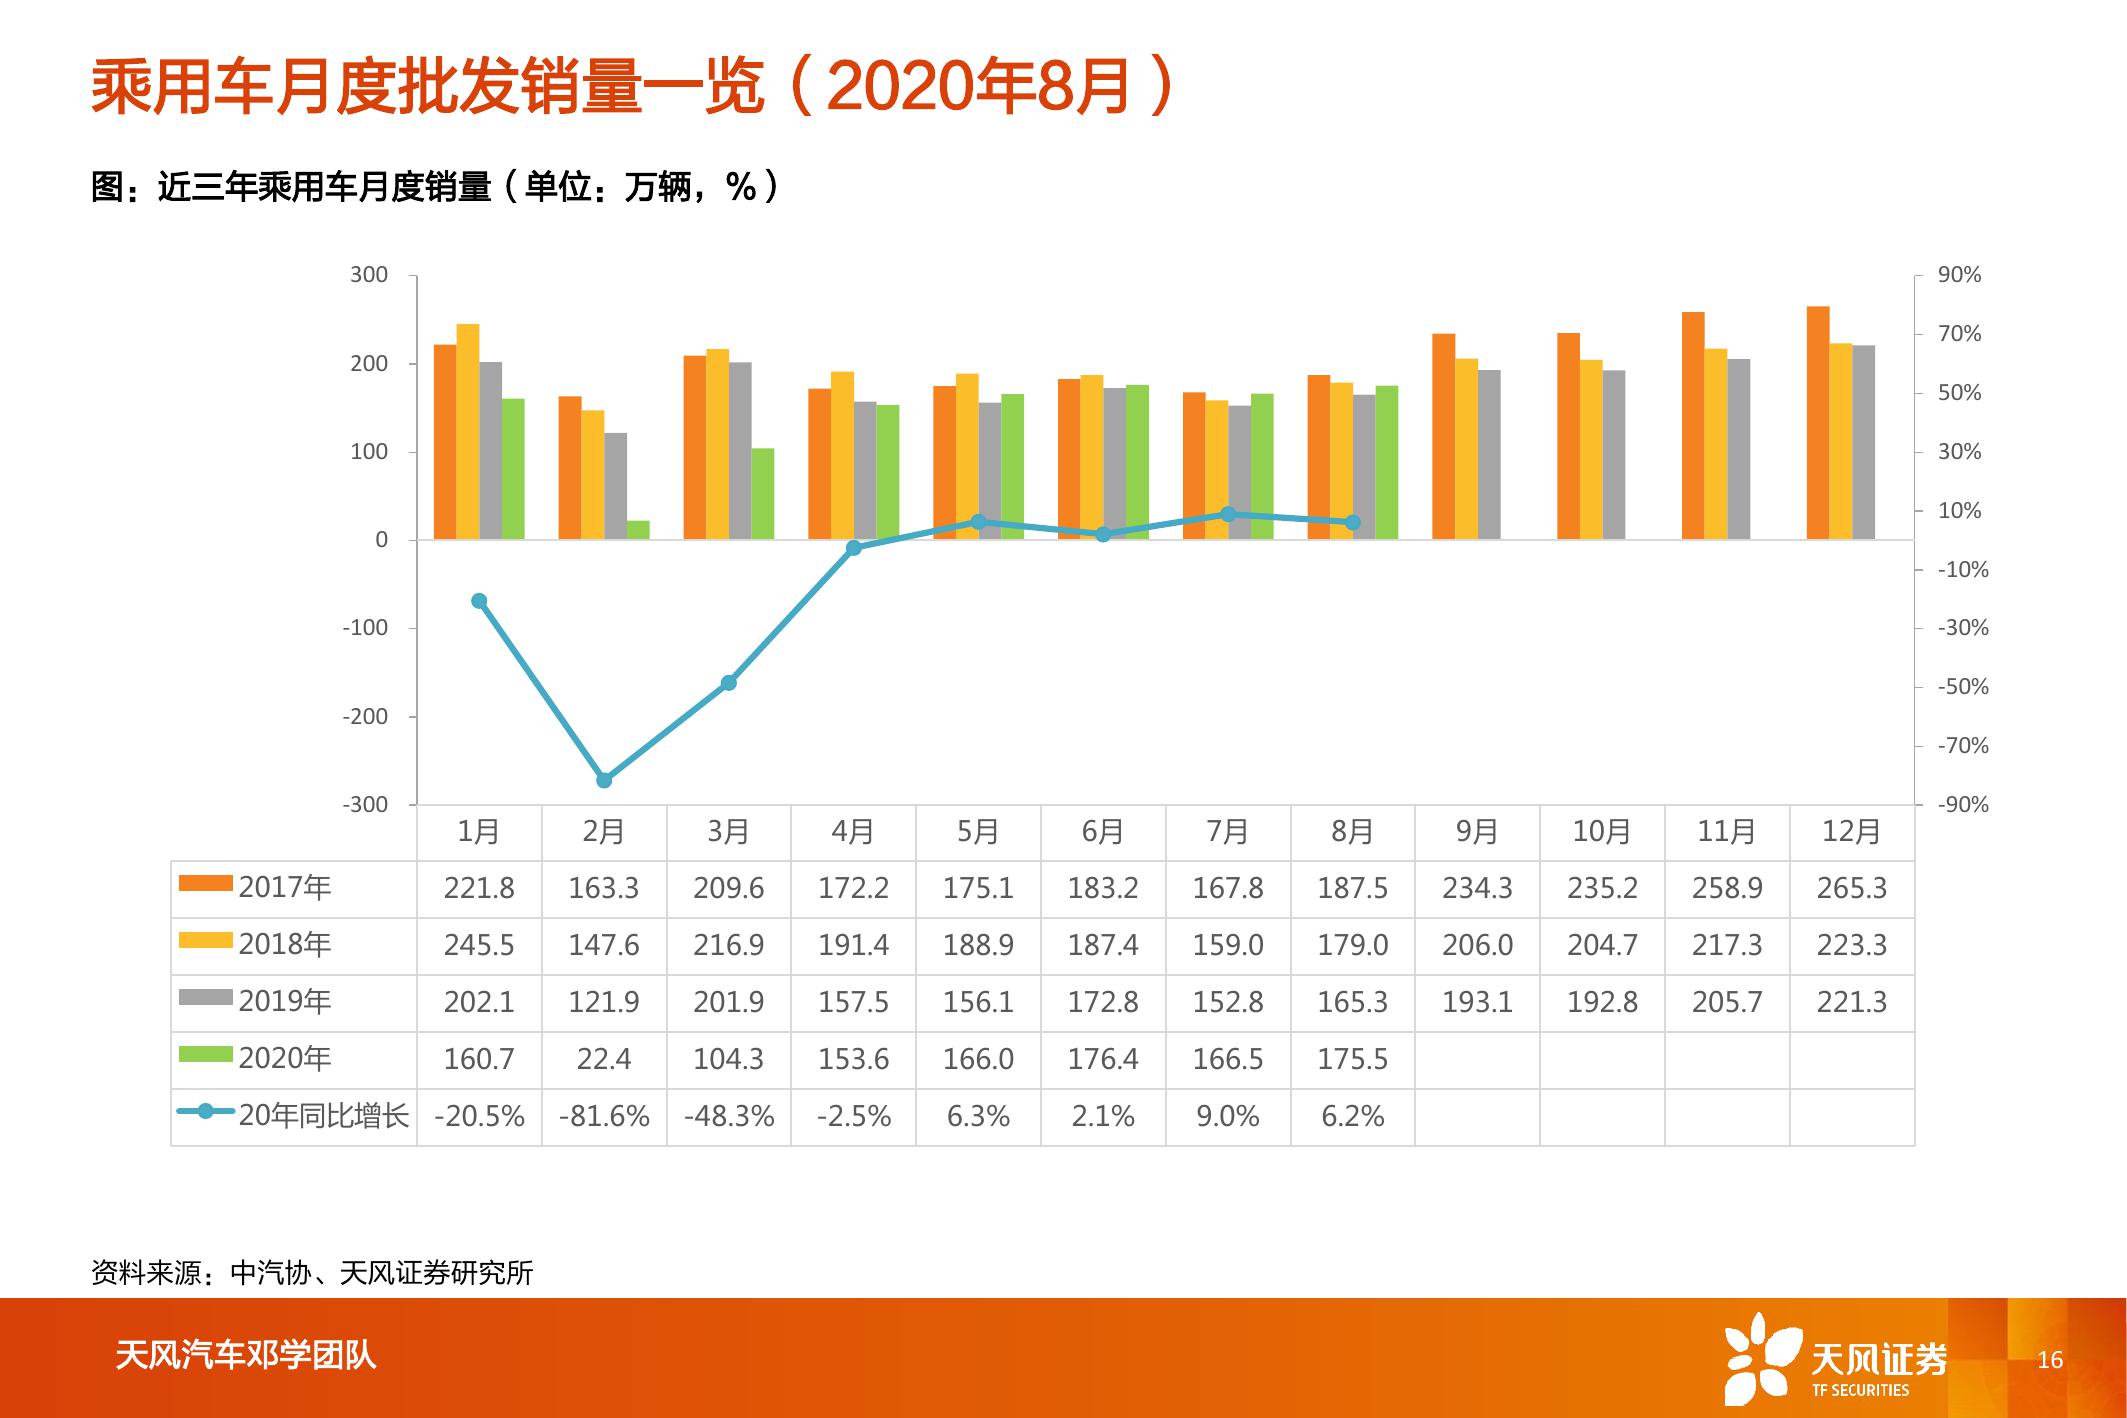 乘用车月度批发销量一览（2020年8月）
图：近三年乘用车月度销量（单位：万辆，%）
300 90%
70%
200
50%
100 30%
10%
0
-10%
-100 -30%
-50%
-200
-70%
-300 -90%
1月 2月 3月 4月 5月 6月 7月 8月 9月 10月 11月 12月
2017年 221.8 163.3 209.6 172.2 175.1 183.2 167.8 187.5 234.3 235.2 258.9 265.3
2018年 245.5 147.6 216.9 191.4 188.9 187.4 159.0 179.0 206.0 204.7 217.3 223.3
2019年 202.1 121.9 201.9 157.5 156.1 172.8 152.8 165.3 193.1 192.8 205.7 221.3
2020年 160.7 22.4 104.3 153.6 166.0 176.4 166.5 175.5
20年同比增长 -20.5% -81.6% -48.3% -2.5% 6.3% 2.1% 9.0% 6.2%
资料来源：中汽协、天风证券研究所
天风汽车邓学团队
天风证券
TF SECURITIES
16